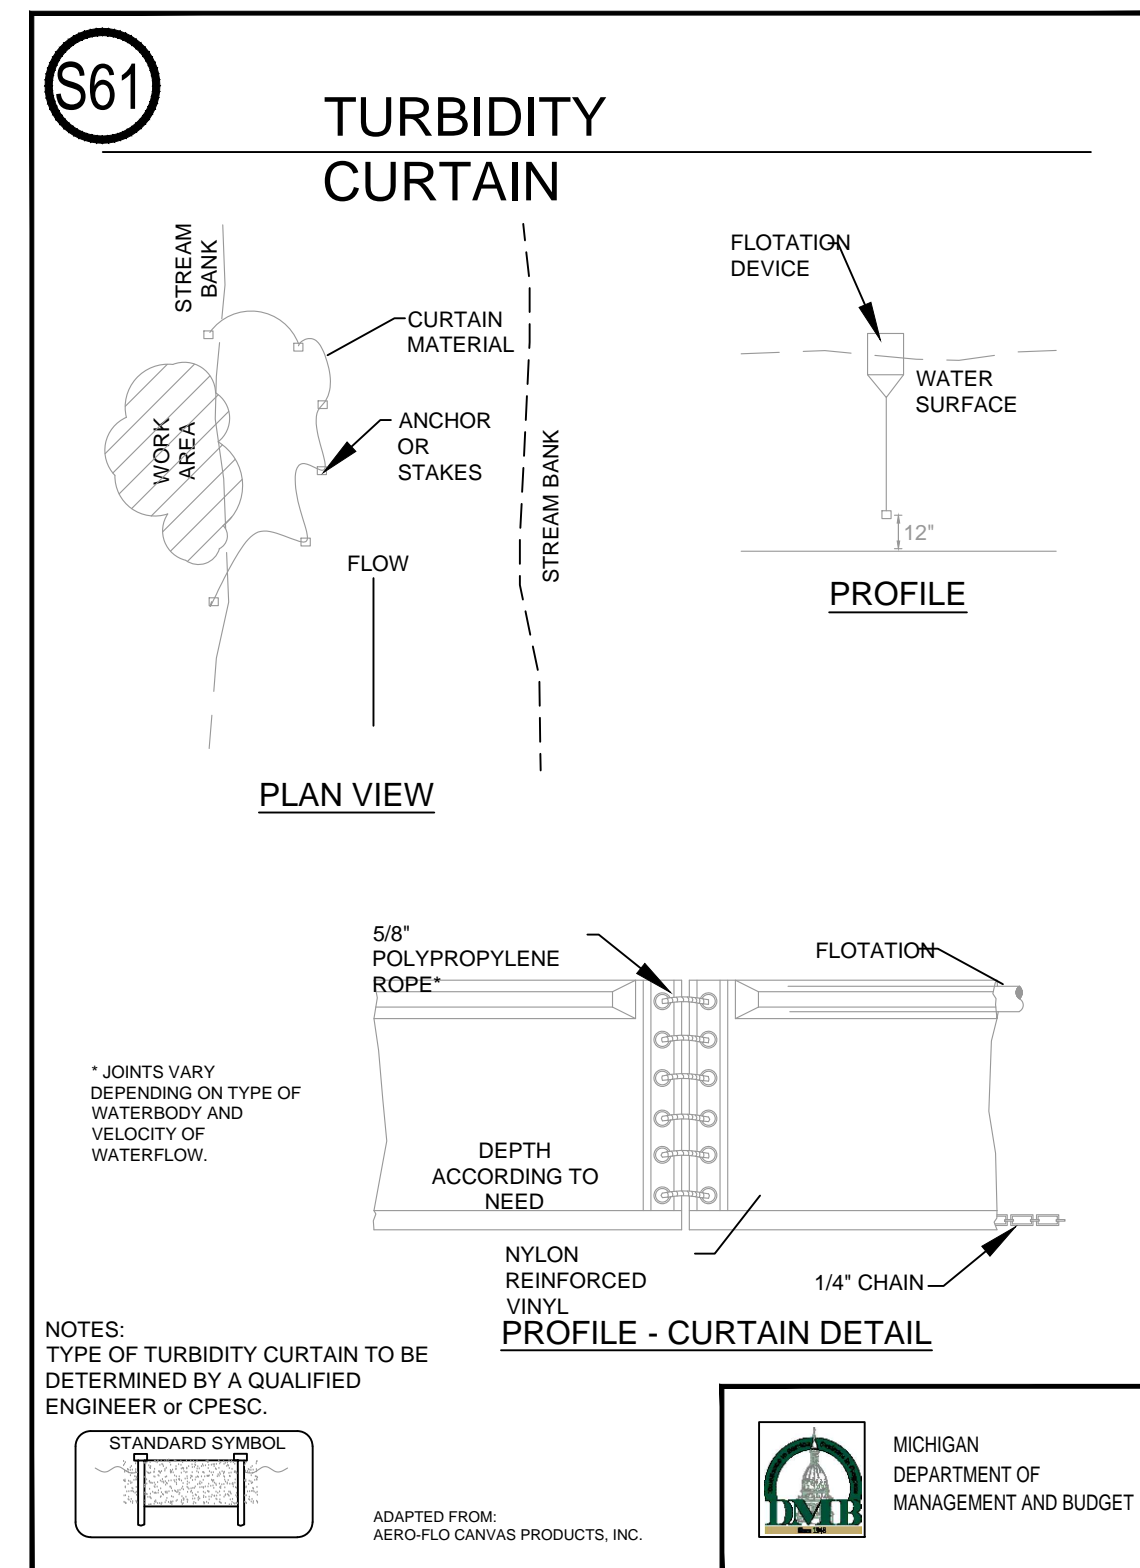 S61
TURBIDITY
CURTAIN
STREAM
BANK
CURTAIN
MATERIAL
ANCHOR
OR
STAKES
WORK
AREA
FLOW
STREAM BANK
PLAN VIEW
FLOTATION
DEVICE
WATER
SURFACE
12"
PROFILE
5/8"
POLYPROPYLENE
ROPE*
FLOTATION
* JOINTS VARY
DEPENDING ON TYPE OF
WATERBODY AND
VELOCITY OF
WATERFLOW.
DEPTH
ACCORDING TO
NEED
NYLON
REINFORCED
VINYL
1/4" CHAIN
PROFILE - CURTAIN DETAIL
NOTES:
TYPE OF TURBIDITY CURTAIN TO BE
DETERMINED BY A QUALIFIED
ENGINEER or CPESC.
STANDARD SYMBOL
ADAPTED FROM:
AERO-FLO CANVAS PRODUCTS, INC.
DMB
Since 1948
MICHIGAN
DEPARTMENT OF
MANAGEMENT AND BUDGET